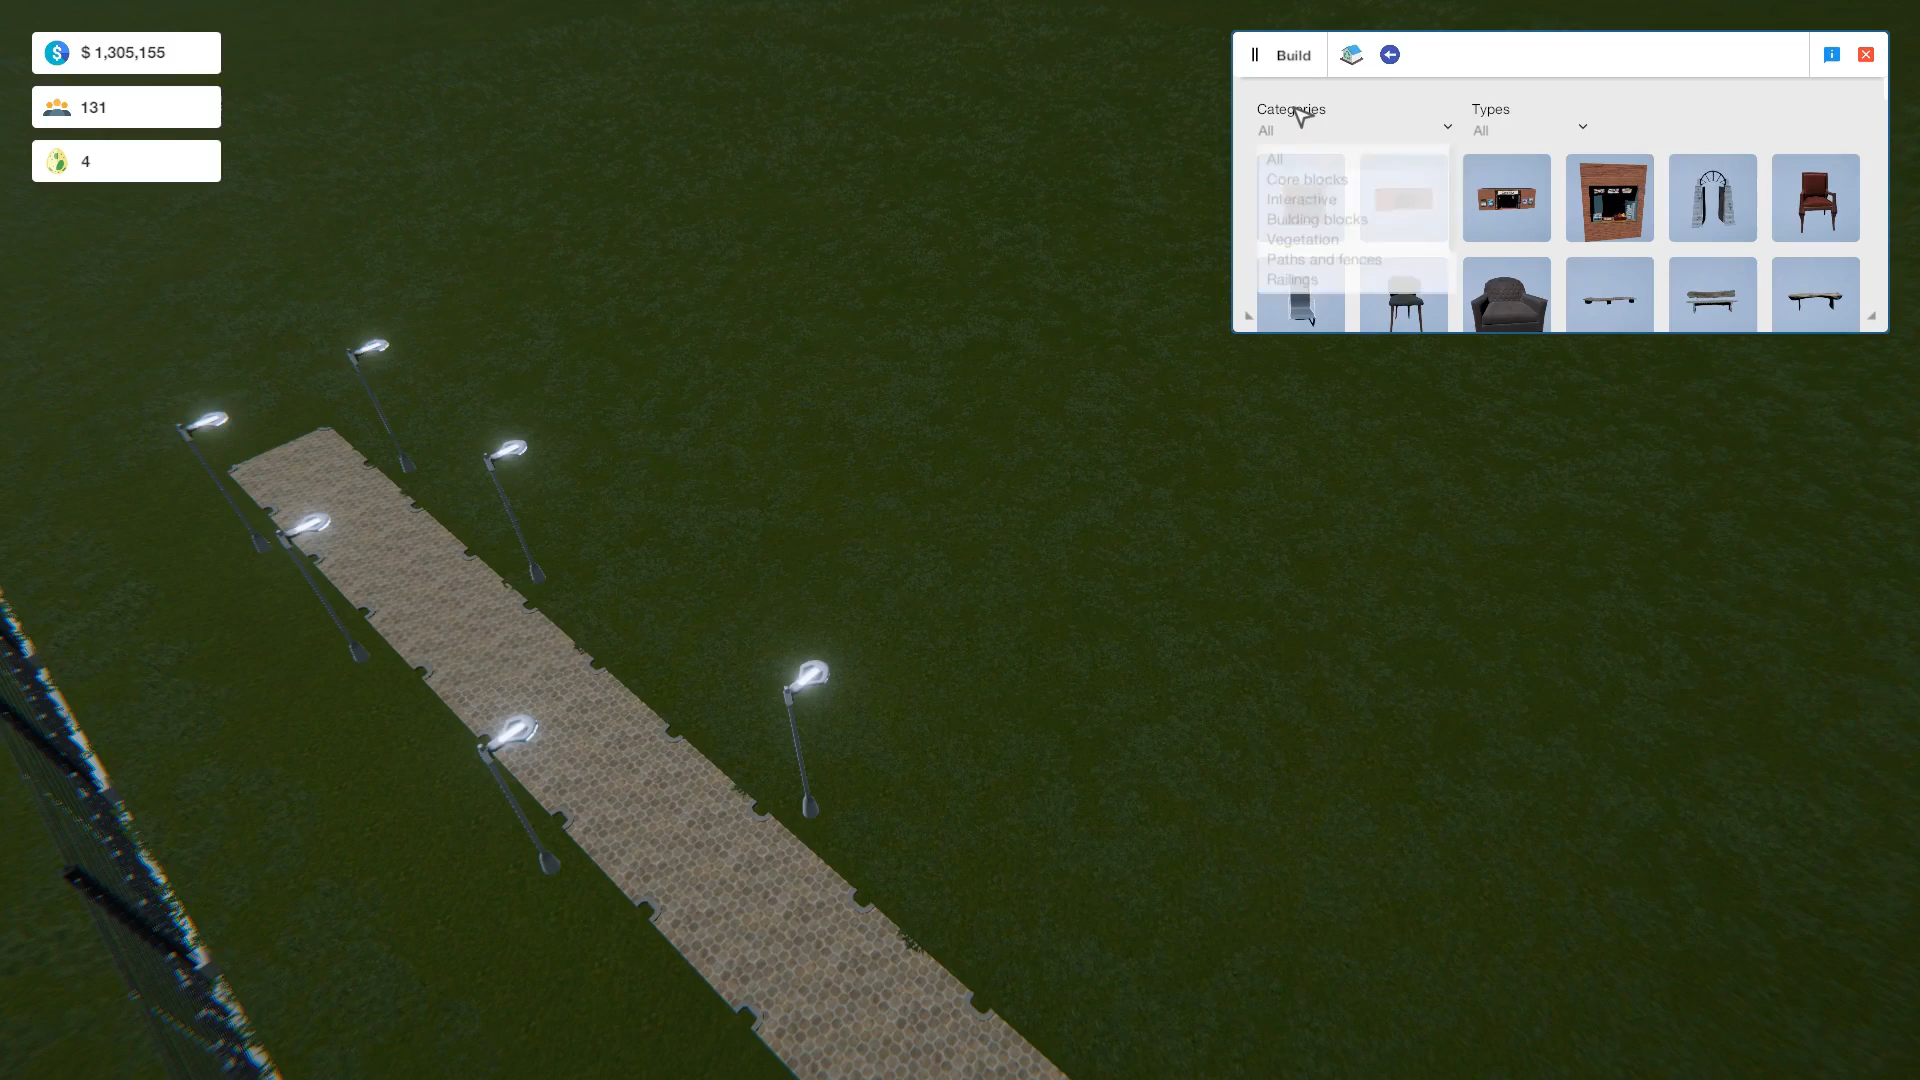 $ 1,305,155
131
4
Build
Categories
All
Types
All
All
Core blocks
Interactive
Building blocks
Vegetation
Paths and fences
Railings